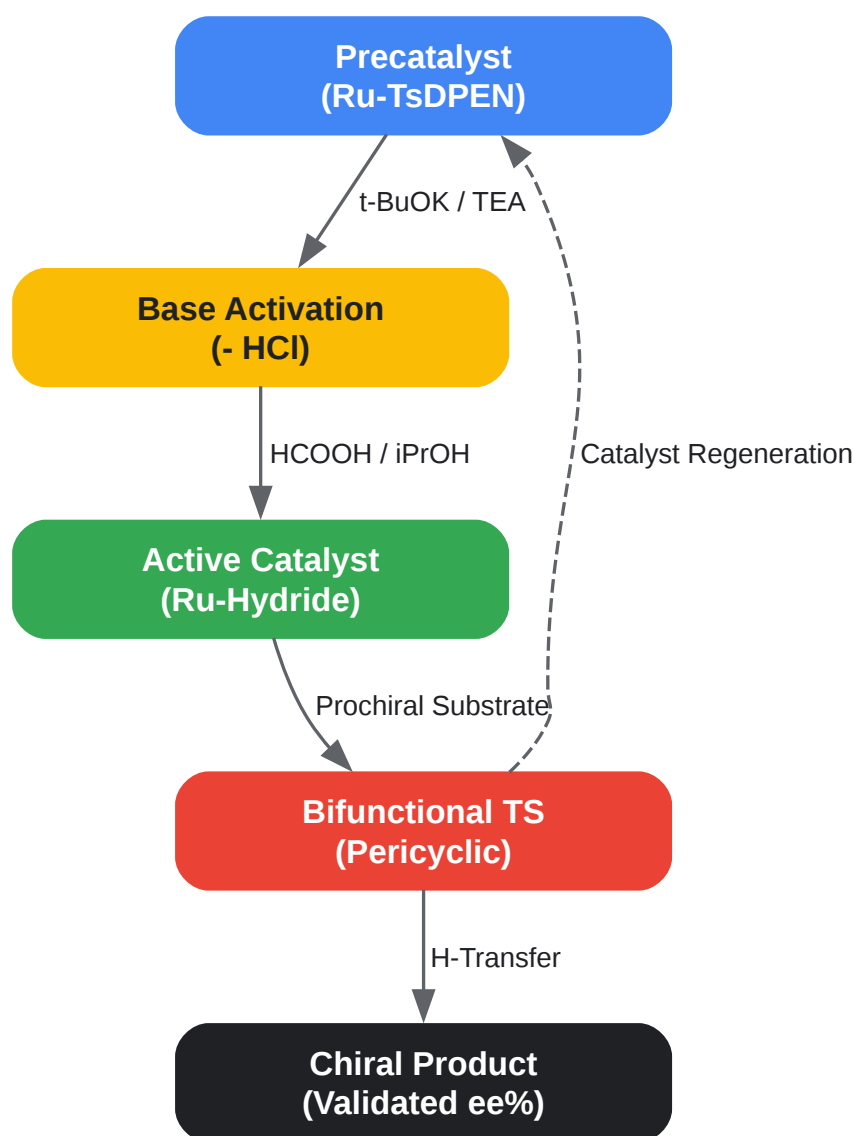 Precatalyst
(Ru-TsDPEN)
t-BuOK / TEA
Base Activation
(- HCl)
HCOOH / iPrOH
Catalyst Regeneration
Active Catalyst
(Ru-Hydride)
Prochiral Substrate
Bifunctional TS
(Pericyclic)
H-Transfer
Chiral Product
(Validated ee%)